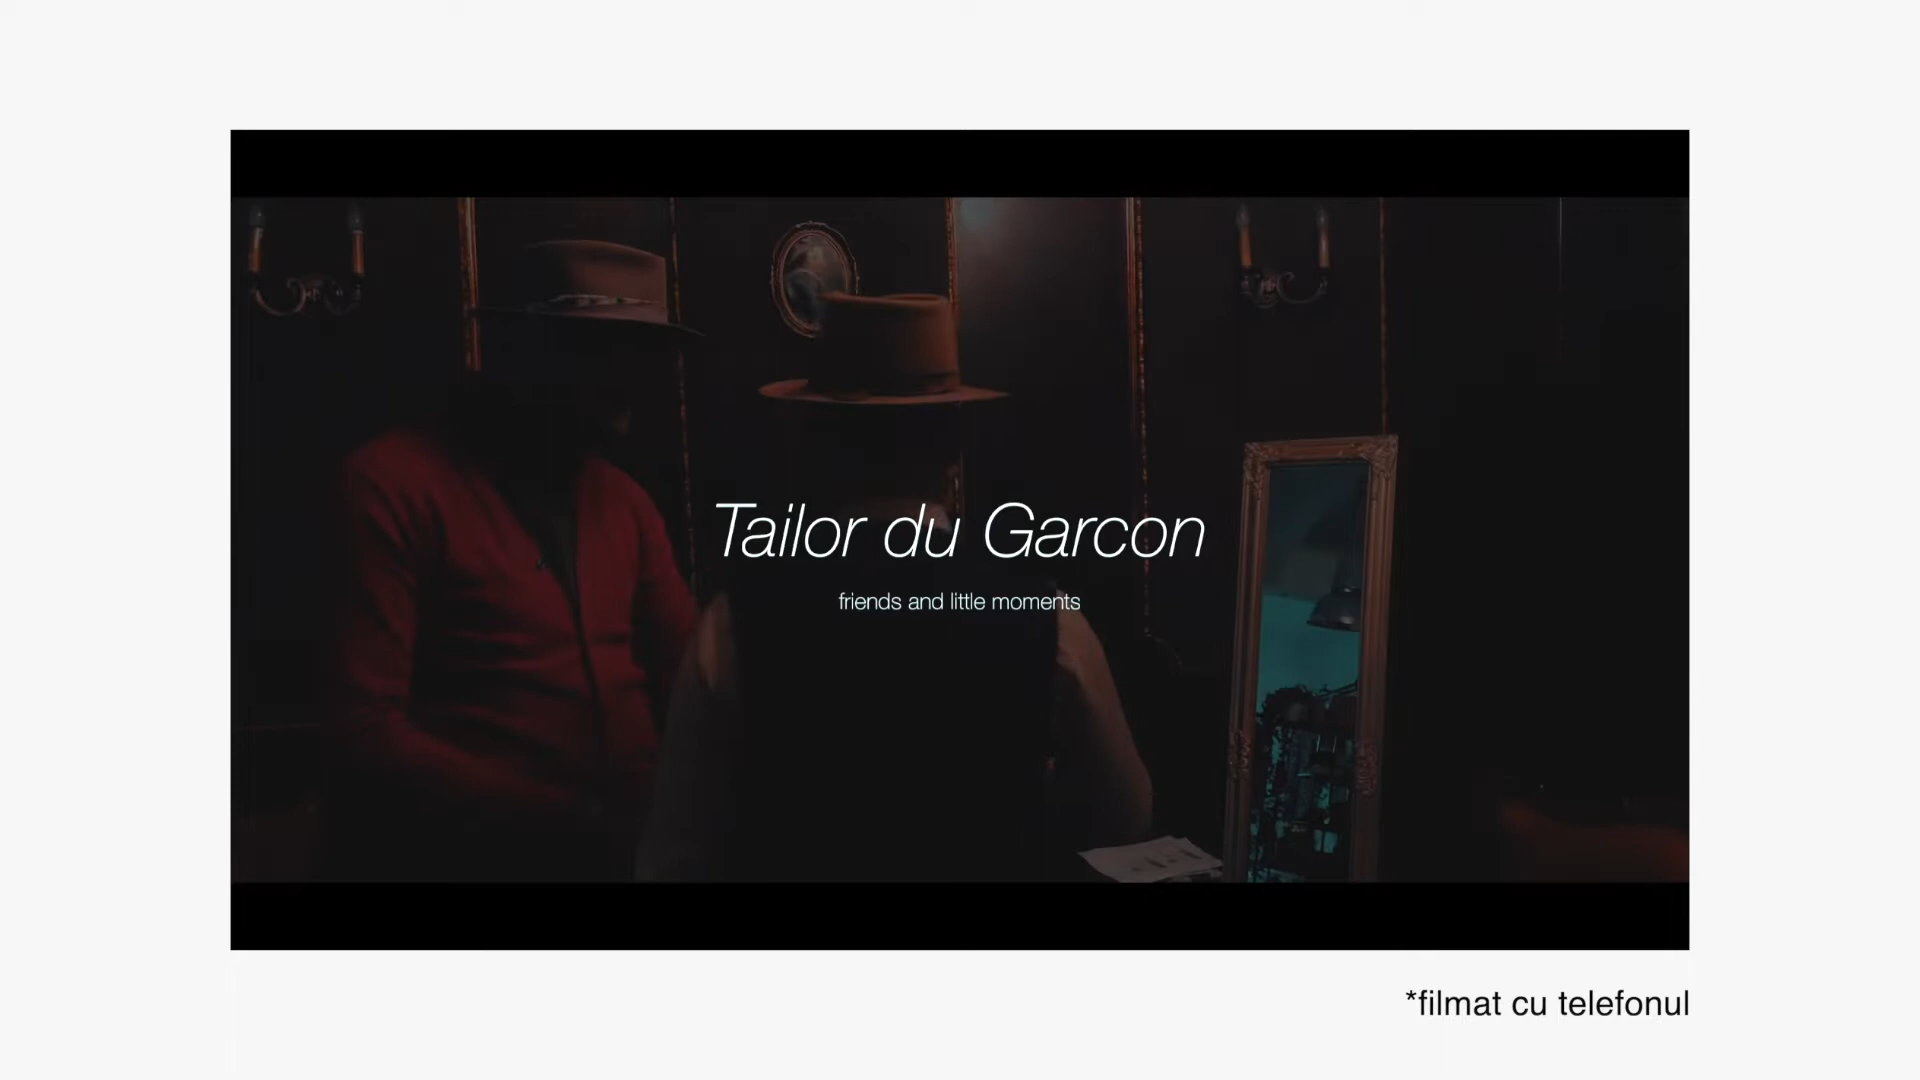 Tailor du Garcon
friends and little moments
*filmat cu telefonul